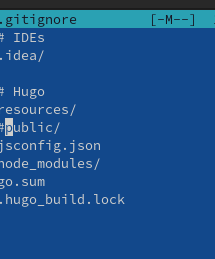 .gitignore [-M--]
# IDEs
.idea/
# Hugo
resources/
#public/
jsconfig.json
node_modules/
go.sum
.hugo_build.lock